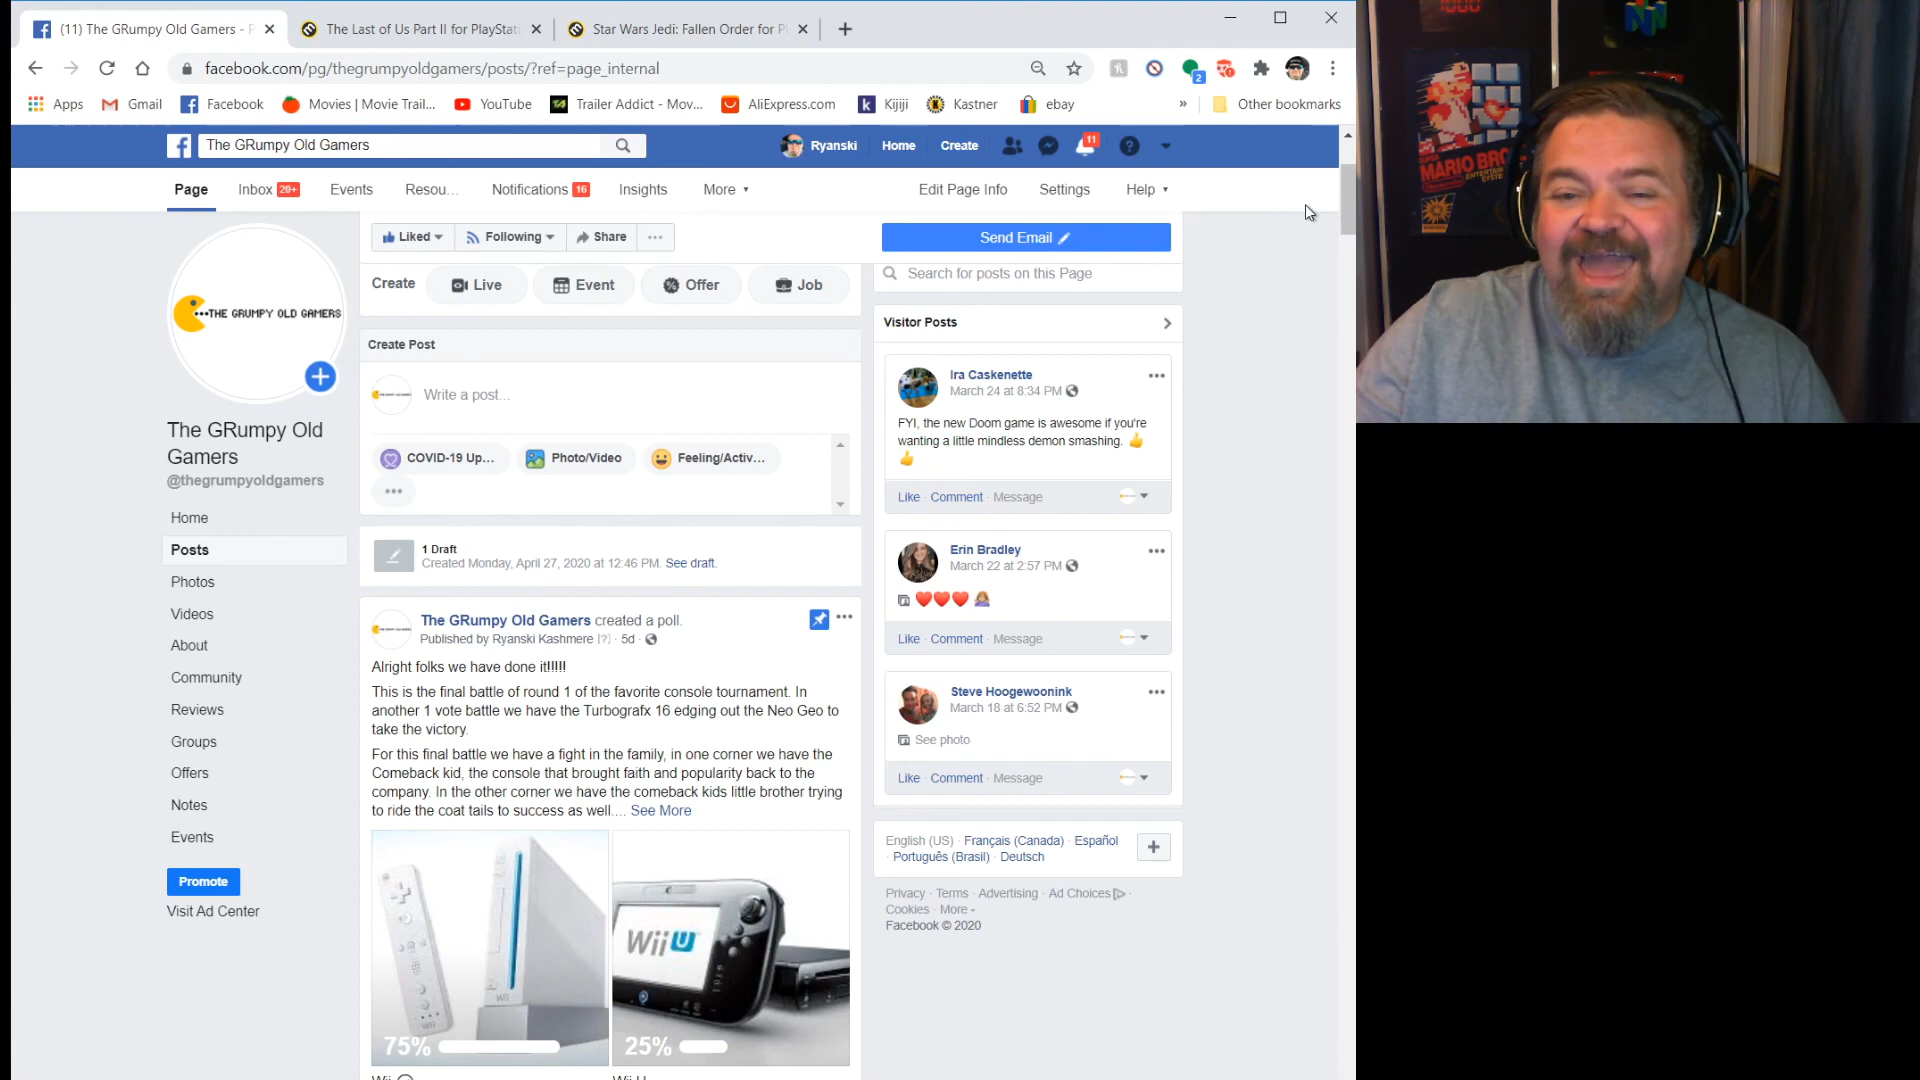 (11) The GRumpy Old Gamers - P
The Last of Us Part II for PlayStati
Star Wars Jedi: Fallen Order for P
facebook.com/pg/thegrumpyoldgamers/posts/?ref=page_internal
2
Apps
Gmail
Facebook
Movies | Movie Trail...
YouTube
Trailer Addict - Mov...
AliExpress.com
Kijiji
Kastner
ebay
»
Other bookmarks
The GRumpy Old Gamers
Ryanski
Home
Create
11
Page
Inbox 20+
Events
Resou...
Notifications 16
Insights
More
Edit Page Info
Settings
Help
Liked
Following
Share
...
Send Email
Create
Live
Event
Offer
Job
Search for posts on this Page
•••THE GRUMPY OLD GAMERS
The GRumpy Old
Gamers
@thegrumpyoldgamers
Home
Posts
Photos
Videos
About
Community
Reviews
Groups
Offers
Notes
Events
Promote
Visit Ad Center
Create Post
Write a post...
COVID-19 Up...
Photo/Video
Feeling/Activ...
1 Draft
Created Monday, April 27, 2020 at 12:46 PM. See draft.
The GRumpy Old Gamers created a poll.
Published by Ryanski Kashmere [?] · 5d ·
Alright folks we have done it!!!!!
This is the final battle of round 1 of the favorite console tournament. In
another 1 vote battle we have the Turbografx 16 edging out the Neo Geo to
take the victory.
For this final battle we have a fight in the family, in one corner we have the
Comeback kid, the console that brought faith and popularity back to the
company. In the other corner we have the comeback kids little brother trying
to ride the coat tails to success as well.... See More
Wii
Wii
Wii U
75%
25%
Visitor Posts
Ira Caskenette
March 24 at 8:34 PM
FYI, the new Doom game is awesome if you're
wanting a little mindless demon smashing. 👍
👍
Like · Comment · Message
Erin Bradley
March 22 at 2:57 PM
❤️❤️❤️ 🤷🏼‍♀️
Like · Comment · Message
Steve Hoogewoonink
March 18 at 6:52 PM
See photo
Like · Comment · Message
English (US) · Français (Canada) · Español
· Português (Brasil) · Deutsch
Privacy · Terms · Advertising · Ad Choices ·
Cookies · More
Facebook © 2020
1000
N
MARIO BRO